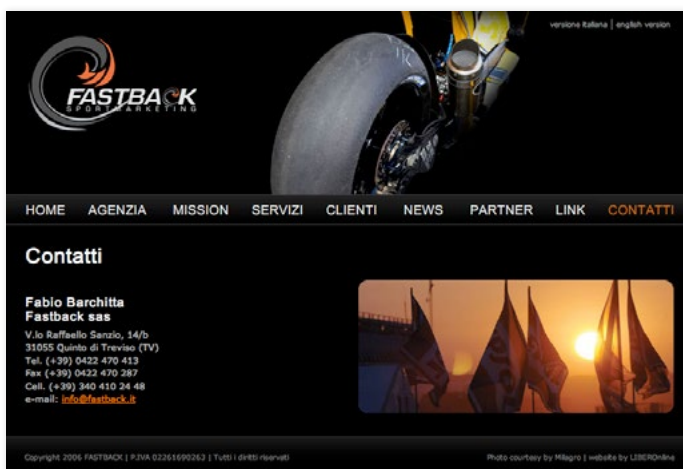 versione italiana | english version
FASTBACK
SPORTMARKETING
HOME AGENZIA MISSION SERVIZI CLIENTI NEWS PARTNER LINK CONTATTI
Contatti
Fabio Barchitta
Fastback sas
V.lo Raffaello Sanzio, 14/b
31055 Quinto di Treviso (TV)
Tel. (+39) 0422 470 413
Fax (+39) 0422 470 287
Cell. (+39) 340 410 24 48
e-mail: info@fastback.it
Copyright 2006 FASTBACK | P.IVA 02261690263 | Tutti i diritti riservati
Photo courtesy by Milagro | website by LIBEROnline